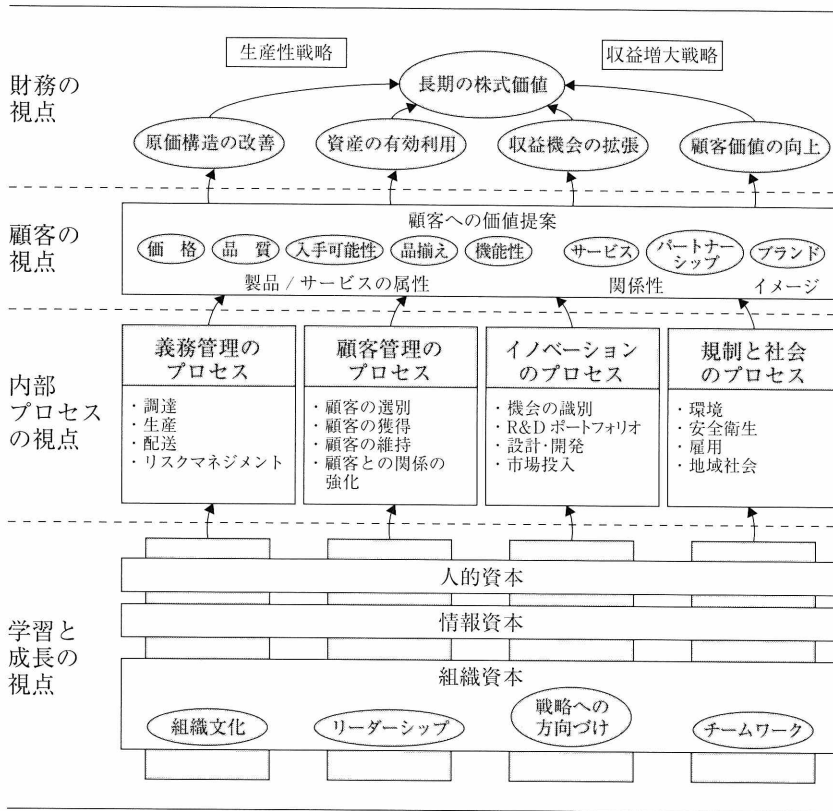 生産性戦略
収益増大戦略
財務の
視点
長期の株式価値
原価構造の改善
資産の有効利用
収益機会の拡張
顧客価値の向上
顧客の
視点
顧客への価値提案
価 格
品 質
入手可能性
品揃え
機能性
サービス
パートナー
シップ
ブランド
製品 / サービスの属性
関係性
イメージ
内部
プロセス
の視点
義務管理の
プロセス
・調達
・生産
・配送
・リスクマネジメント
顧客管理の
プロセス
・顧客の選別
・顧客の獲得
・顧客の維持
・顧客との関係の
強化
イノベーション
のプロセス
・機会の識別
・R&Dポートフォリオ
・設計・開発
・市場投入
規制と社会
のプロセス
・環境
・安全衛生
・雇用
・地域社会
学習と
成長の
視点
人的資本
情報資本
組織資本
組織文化
リーダーシップ
戦略への
方向づけ
チームワーク